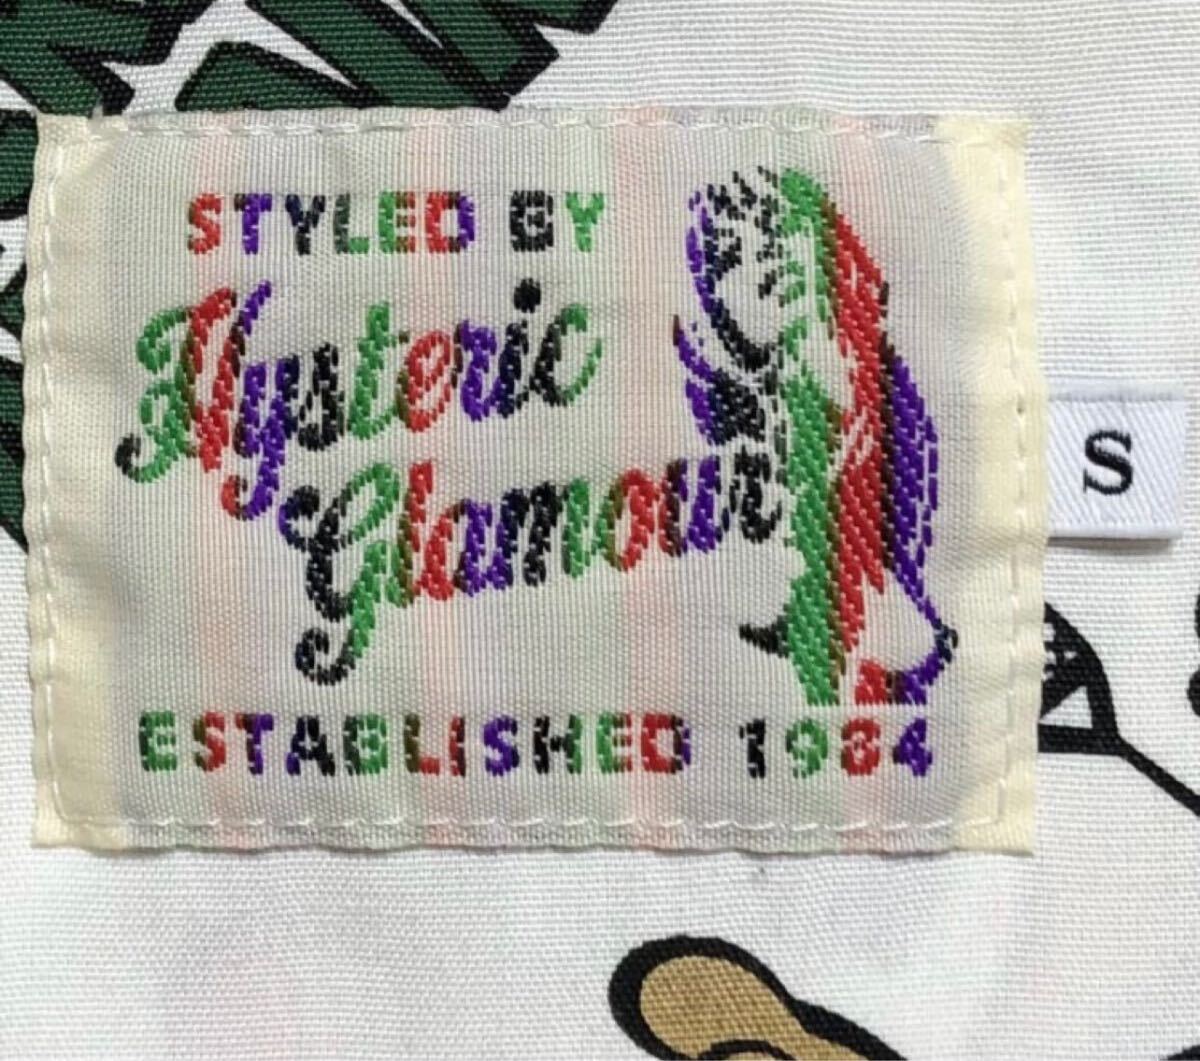 STYLED BY
Hysteric
Glamour
ESTABLISHED 1984
S